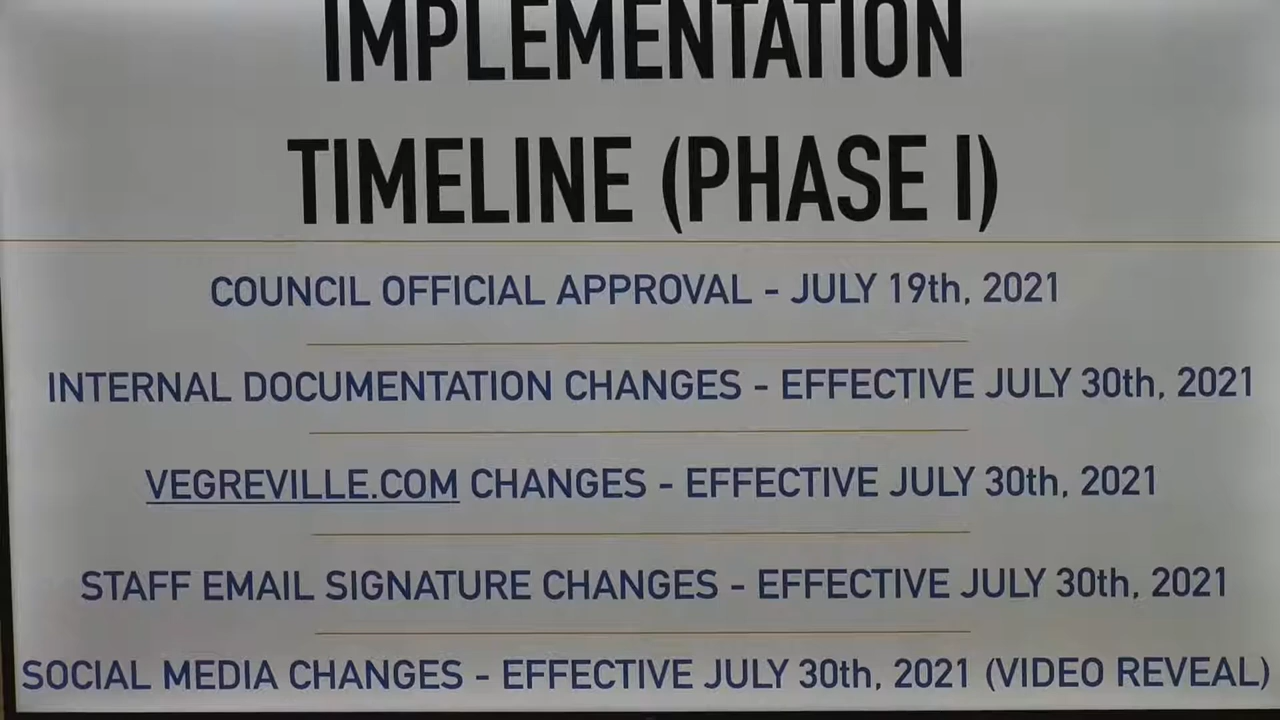 IMPLEMENTATION
TIMELINE (PHASE I)
COUNCIL OFFICIAL APPROVAL - JULY 19th, 2021
INTERNAL DOCUMENTATION CHANGES - EFFECTIVE JULY 30th, 2021
VEGREVILLE.COM CHANGES - EFFECTIVE JULY 30th, 2021
STAFF EMAIL SIGNATURE CHANGES - EFFECTIVE JULY 30th, 2021
SOCIAL MEDIA CHANGES - EFFECTIVE JULY 30th, 2021 (VIDEO REVEAL)